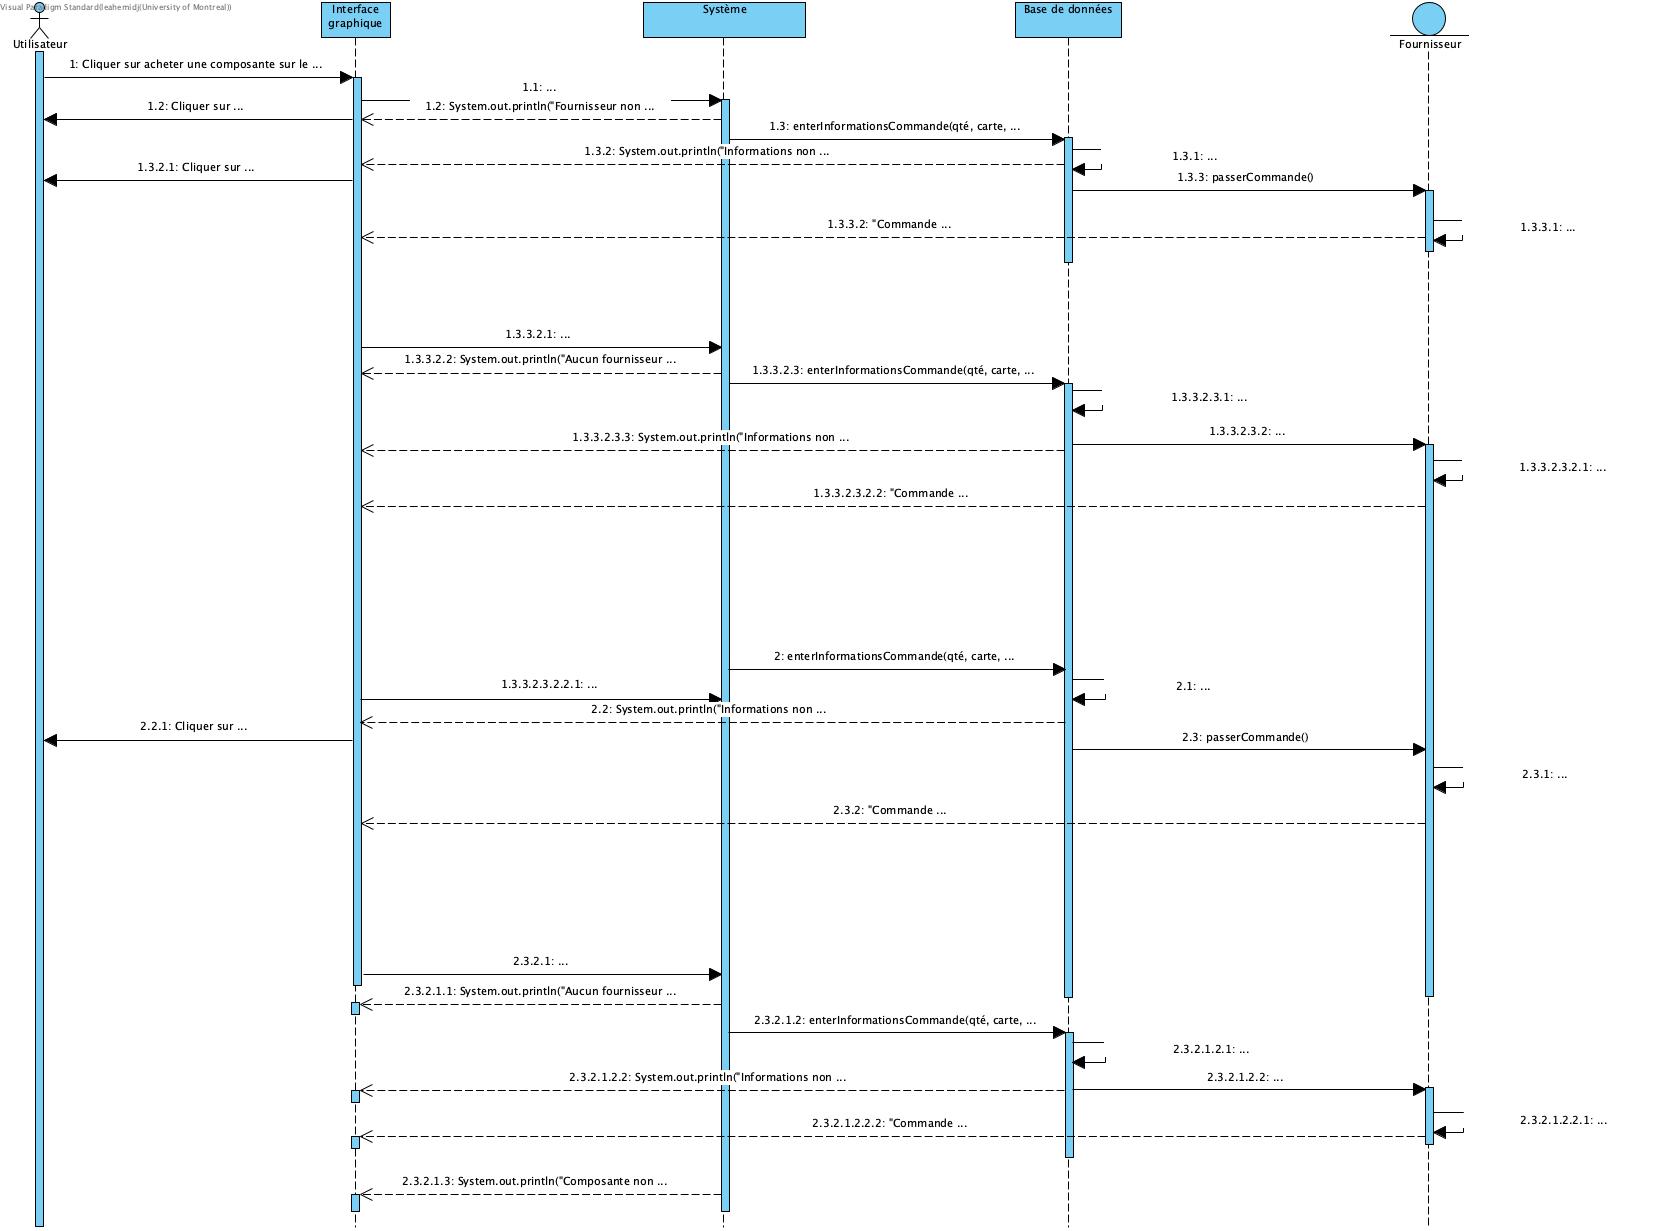 Visual Paradigm Standard(leahemidj(University of Montreal))
Utilisateur
Interface
graphique
Système
Base de données
Fournisseur
1: Cliquer sur acheter une composante sur le ...
1.1: ...
1.2: Cliquer sur ...
1.2: System.out.println("Fournisseur non ...
1.3: enterInformationsCommande(qté, carte, ...
1.3.2: System.out.println("Informations non ...
1.3.1: ...
1.3.2.1: Cliquer sur ...
1.3.3: passerCommande()
1.3.3.2: "Commande ...
1.3.3.1: ...
1.3.3.2.1: ...
1.3.3.2.2: System.out.println("Aucun fournisseur ...
1.3.3.2.3: enterInformationsCommande(qté, carte, ...
1.3.3.2.3.1: ...
1.3.3.2.3.3: System.out.println("Informations non ...
1.3.3.2.3.2: ...
1.3.3.2.3.2.1: ...
1.3.3.2.3.2.2: "Commande ...
2: enterInformationsCommande(qté, carte, ...
1.3.3.2.3.2.2.1: ...
2.1: ...
2.2: System.out.println("Informations non ...
2.2.1: Cliquer sur ...
2.3: passerCommande()
2.3.1: ...
2.3.2: "Commande ...
2.3.2.1: ...
2.3.2.1.1: System.out.println("Aucun fournisseur ...
2.3.2.1.2: enterInformationsCommande(qté, carte, ...
2.3.2.1.2.1: ...
2.3.2.1.2.2: System.out.println("Informations non ...
2.3.2.1.2.2: ...
2.3.2.1.2.2.2: "Commande ...
2.3.2.1.2.2.1: ...
2.3.2.1.3: System.out.println("Composante non ...